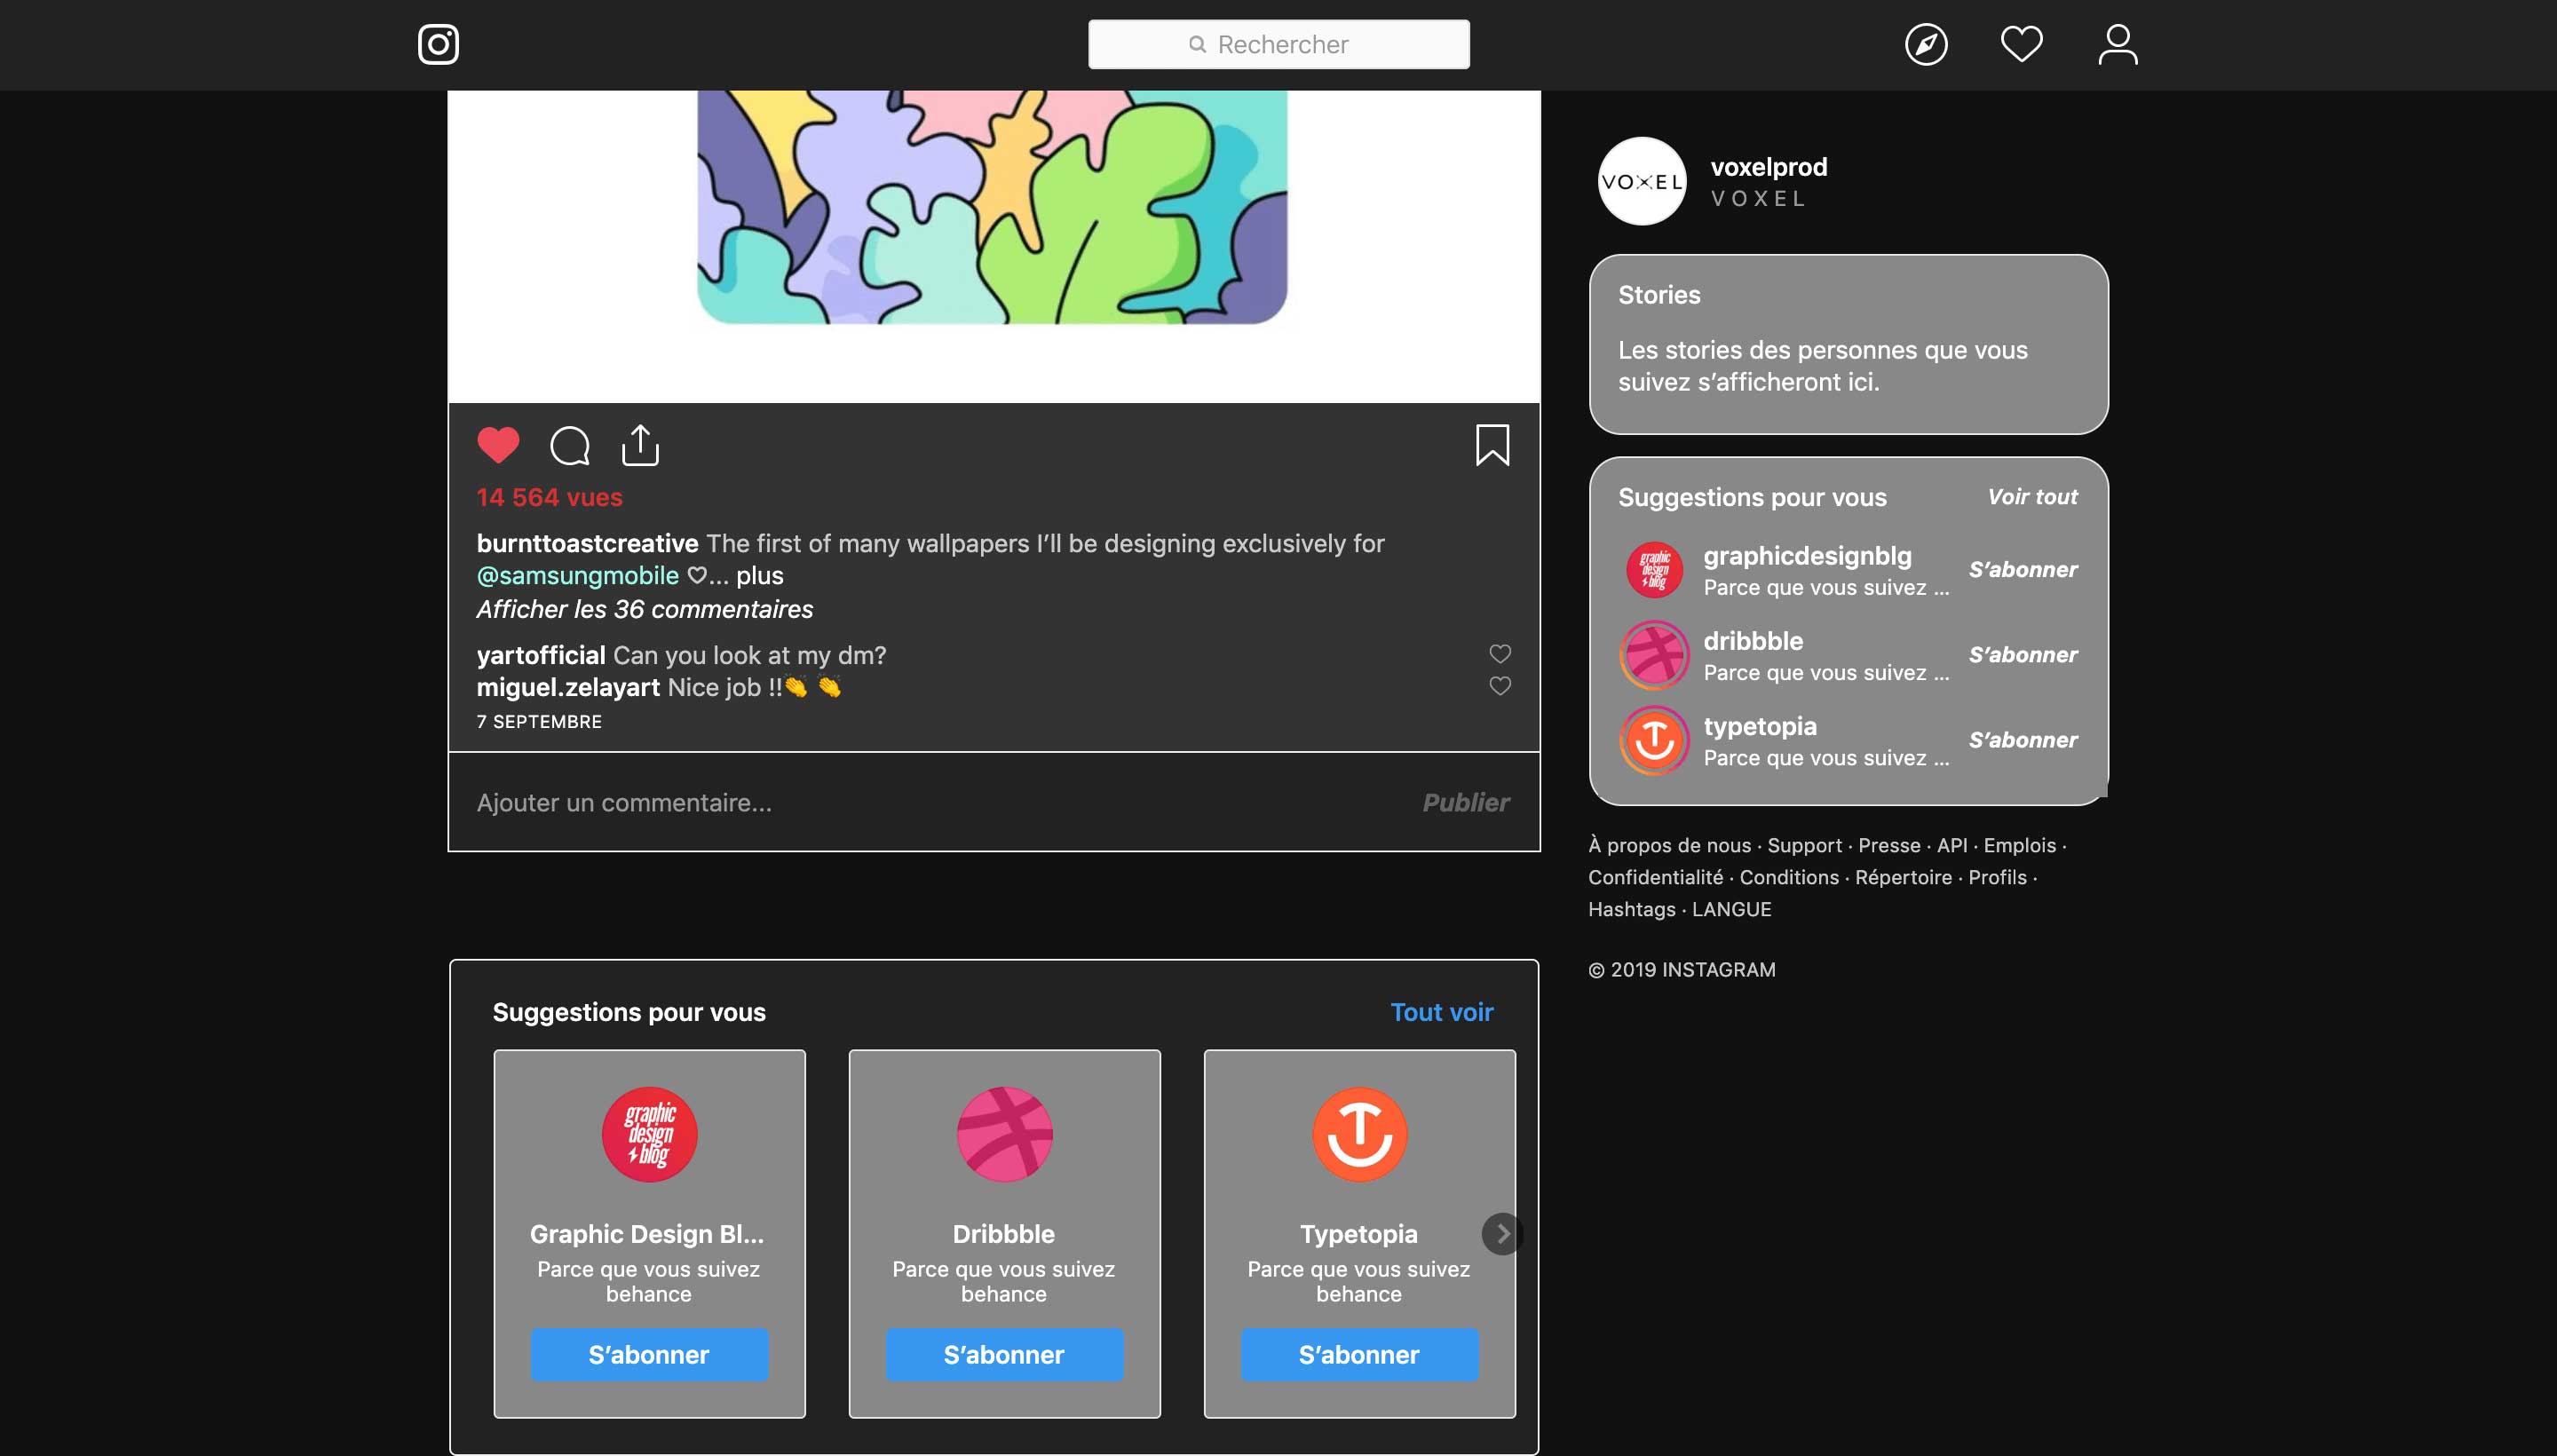 Rechercher
VOXEL
voxelprod
VOXEL
Stories
Les stories des personnes que vous
suivez s’afficheront ici.
14 564 vues
burnttoastcreative The first of many wallpapers I’ll be designing exclusively for
@samsungmobile ♡... plus
Afficher les 36 commentaires
yartofficial Can you look at my dm?
miguel.zelayart Nice job !!👏 👏
7 SEPTEMBRE
Ajouter un commentaire...
Publier
Suggestions pour vous
Voir tout
graphic
design
blog
graphicdesignblg
Parce que vous suivez ...
S’abonner
dribbble
Parce que vous suivez ...
S’abonner
typetopia
Parce que vous suivez ...
S’abonner
À propos de nous · Support · Presse · API · Emplois ·
Confidentialité · Conditions · Répertoire · Profils ·
Hashtags · LANGUE
© 2019 INSTAGRAM
Suggestions pour vous
Tout voir
graphic
design
blog
Graphic Design Bl...
Parce que vous suivez
behance
S’abonner
Dribbble
Parce que vous suivez
behance
S’abonner
Typetopia
Parce que vous suivez
behance
S’abonner